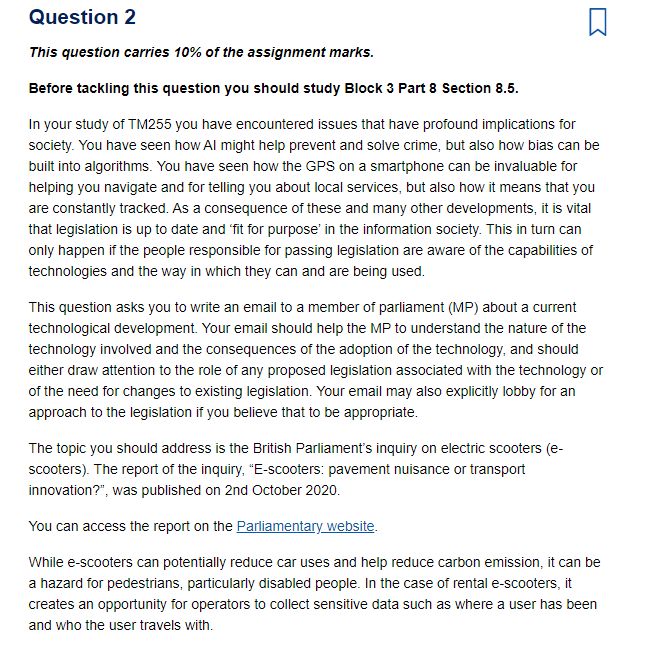 Question 2
This question carries 10% of the assignment marks.
Before tackling this question you should study Block 3 Part 8 Section 8.5.
In your study of TM255 you have encountered issues that have profound implications for
society. You have seen how AI might help prevent and solve crime, but also how bias can be
built into algorithms. You have seen how the GPS on a smartphone can be invaluable for
helping you navigate and for telling you about local services, but also how it means that you
are constantly tracked. As a consequence of these and many other developments, it is vital
that legislation is up to date and ‘fit for purpose’ in the information society. This in turn can
only happen if the people responsible for passing legislation are aware of the capabilities of
technologies and the way in which they can and are being used.
This question asks you to write an email to a member of parliament (MP) about a current
technological development. Your email should help the MP to understand the nature of the
technology involved and the consequences of the adoption of the technology, and should
either draw attention to the role of any proposed legislation associated with the technology or
of the need for changes to existing legislation. Your email may also explicitly lobby for an
approach to the legislation if you believe that to be appropriate.
The topic you should address is the British Parliament’s inquiry on electric scooters (e-
scooters). The report of the inquiry, “E-scooters: pavement nuisance or transport
innovation?”, was published on 2nd October 2020.
You can access the report on the Parliamentary website.
While e-scooters can potentially reduce car uses and help reduce carbon emission, it can be
a hazard for pedestrians, particularly disabled people. In the case of rental e-scooters, it
creates an opportunity for operators to collect sensitive data such as where a user has been
and who the user travels with.